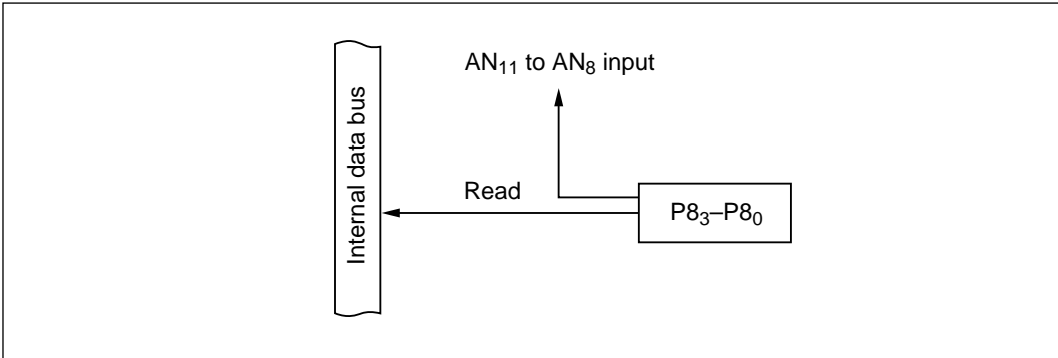 AN11 to AN8 input
Internal data bus
Read
P83–P80